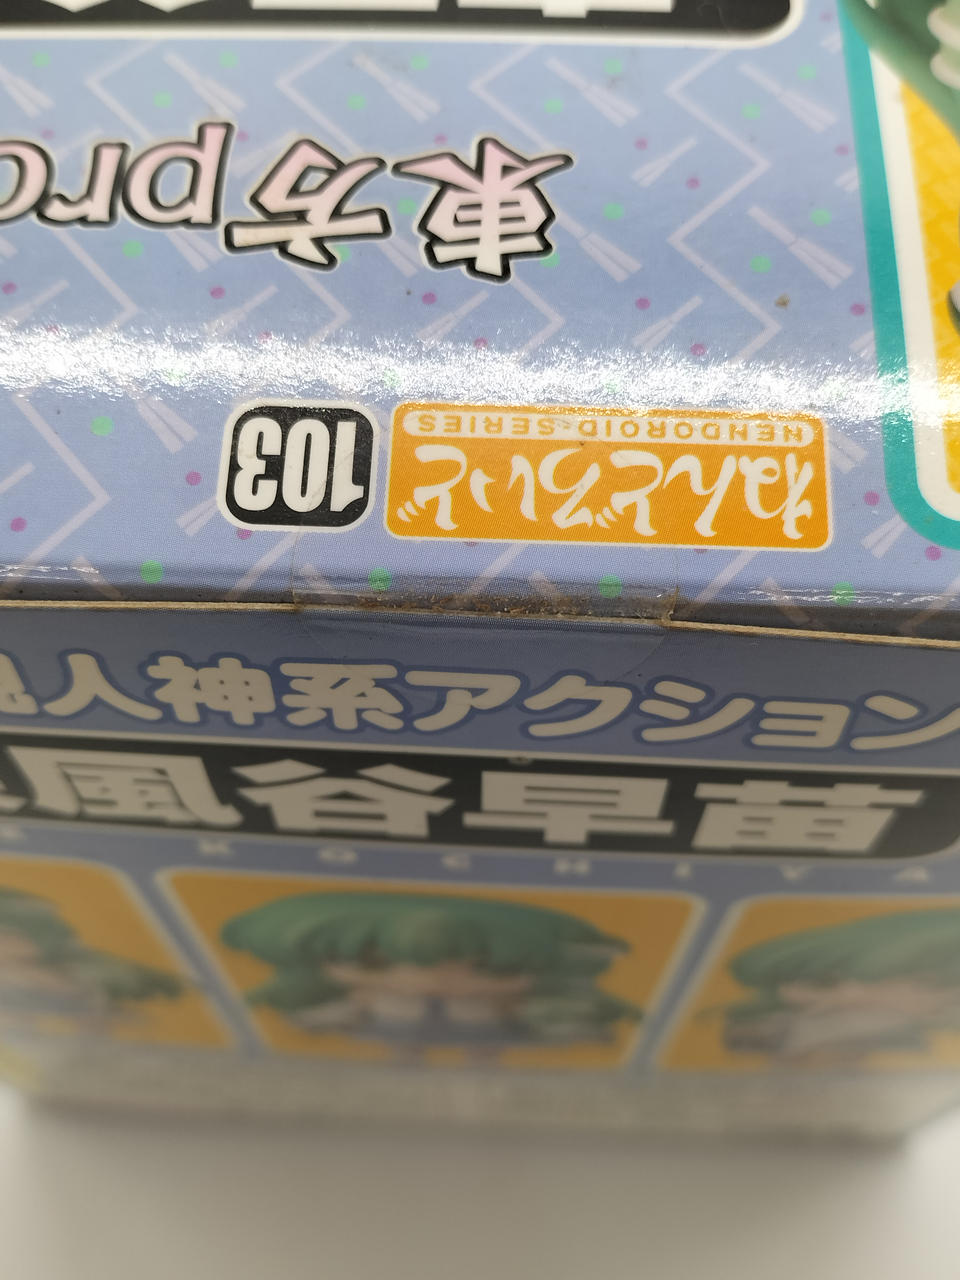 東方pro
ねんどろいど
NENDOROID SERIES
103
人神系アクション
風谷早苗
KOCHIYA